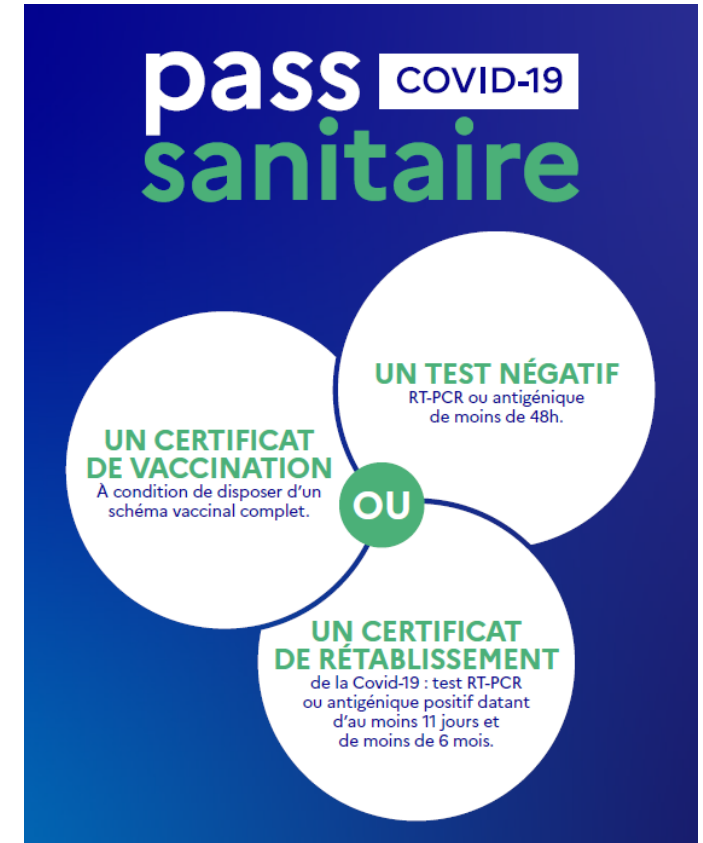 pass COVID-19
sanitaire
UN TEST NÉGATIF
RT-PCR ou antigénique
de moins de 48h.
UN CERTIFICAT
DE VACCINATION
À condition de disposer d’un
schéma vaccinal complet.
OU
UN CERTIFICAT
DE RÉTABLISSEMENT
de la Covid-19 : test RT-PCR
ou antigénique positif datant
d’au moins 11 jours et
de moins de 6 mois.